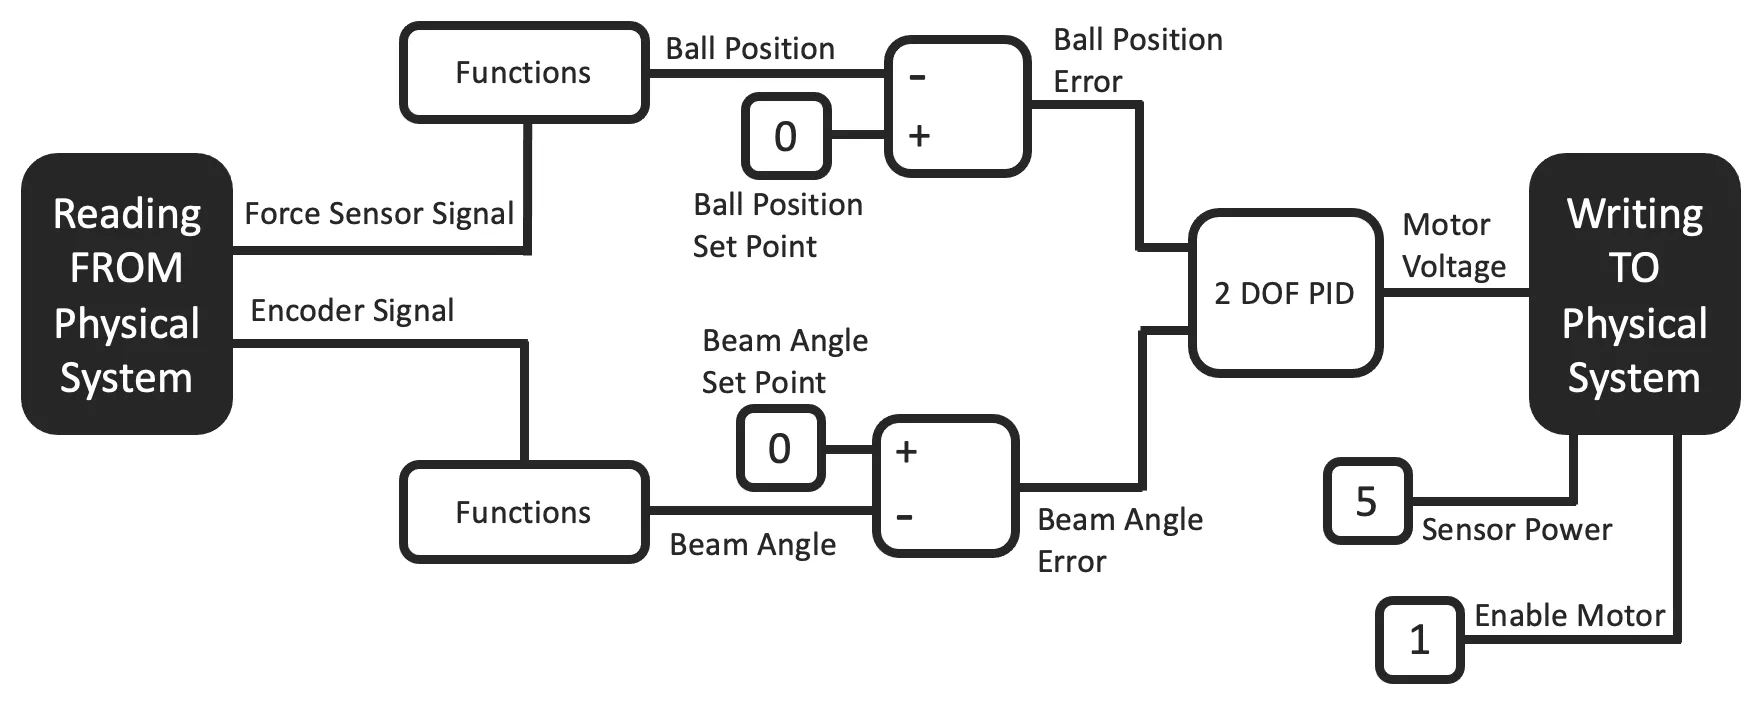 Reading
FROM
Physical
System
Force Sensor Signal
Encoder Signal
Functions
Ball Position
0
Ball Position
Set Point
-
+
Ball Position
Error
Functions
Beam Angle
Beam Angle
Set Point
0
+
-
Beam Angle
Error
2 DOF PID
Motor
Voltage
Writing
TO
Physical
System
5
Sensor Power
1
Enable Motor